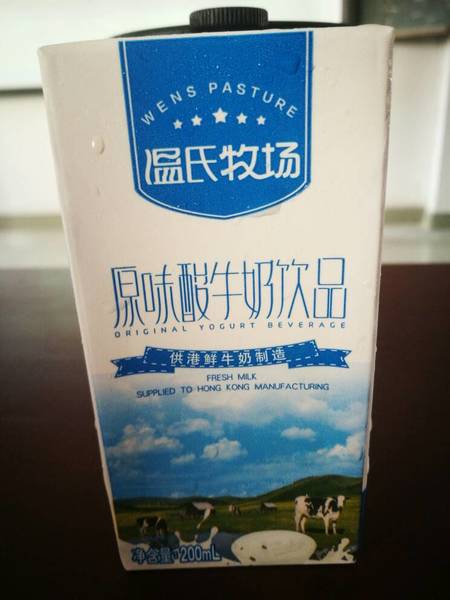 WENS PASTURE
温氏牧场
原味酸牛奶饮品
ORIGINAL YOGURT BEVERAGE
供港鲜牛奶制造
FRESH MILK
SUPPLIED TO HONG KONG MANUFACTURING
净含量:200mL